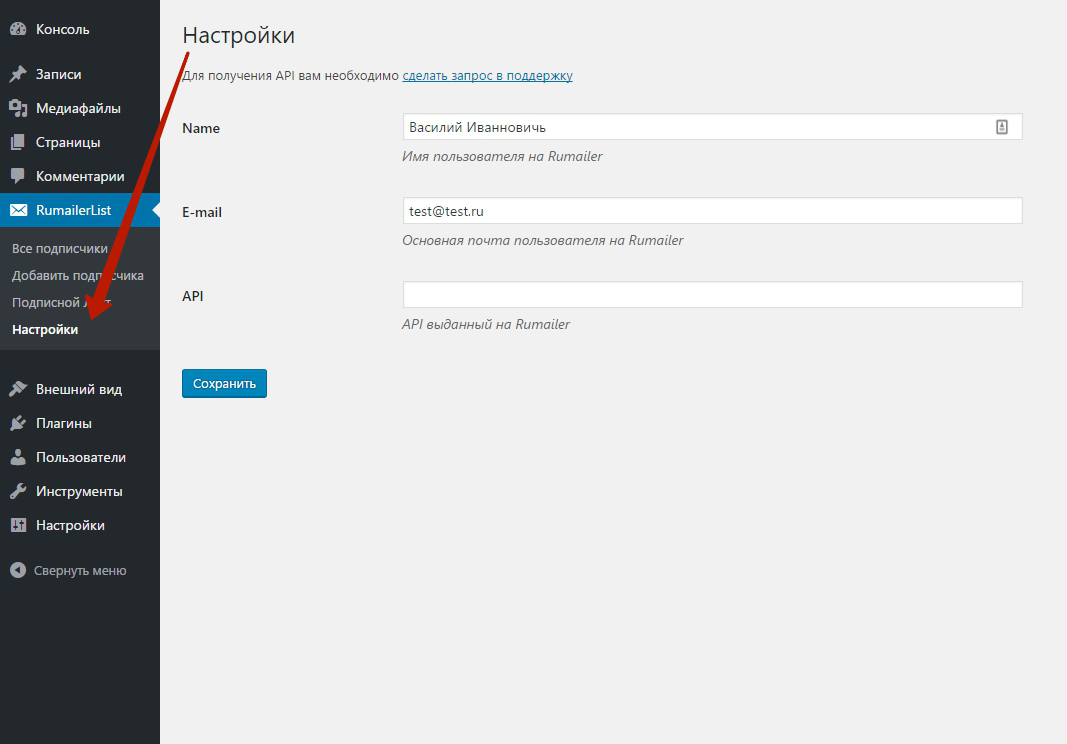 Консоль
Записи
Медиафайлы
Страницы
Комментарии
RumailerList
Все подписчики
Добавить подписчика
Подписной
Настройки
Внешний вид
Плагины
Пользователи
Инструменты
Настройки
Свернуть меню
Настройки
Для получения API вам необходимо сделать запрос в поддержку
Name
Василий Иванновичь
Имя пользователя на Rumailer
E-mail
test@test.ru
Основная почта пользователя на Rumailer
API
API выданный на Rumailer
Сохранить